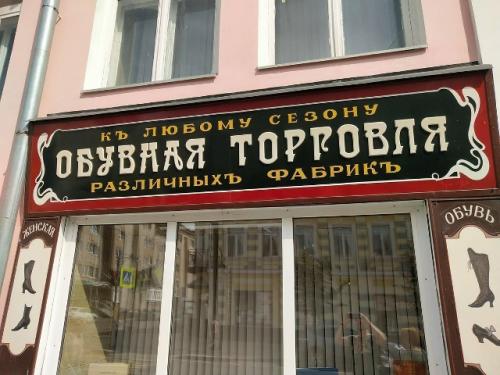 КЪ ЛЮБОМУ СЕЗОНУ
ОБУВНАЯ ТОРГОВЛЯ
РАЗЛИЧНЫХЪ ФАБРИКЪ
ЖЕНСКАЯ
ОБУВЬ